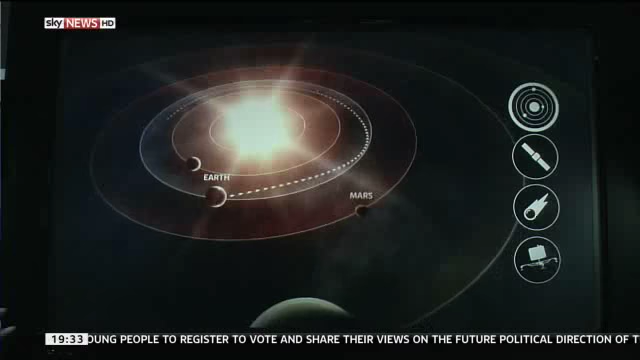 sky NEWS HD
EARTH
MARS
19:33
OUNG PEOPLE TO REGISTER TO VOTE AND SHARE THEIR VIEWS ON THE FUTURE POLITICAL DIRECTION OF T